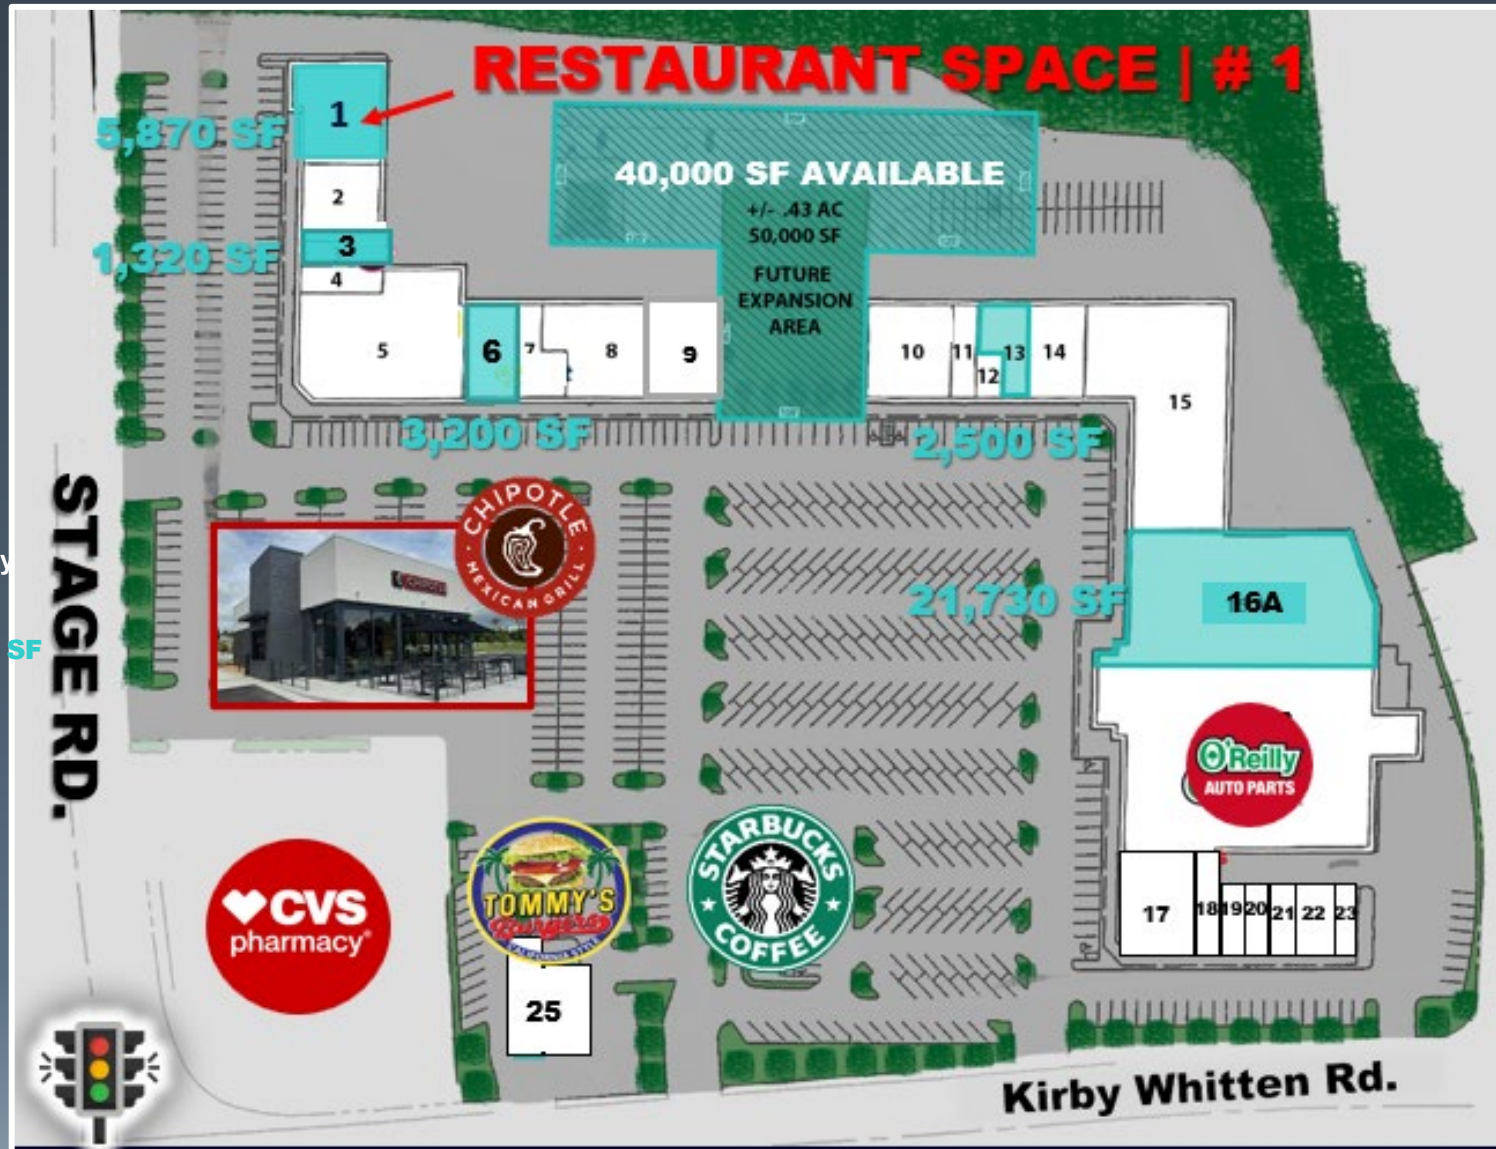 RESTAURANT SPACE | # 1
1
5,870 SF
2
3
1,320 SF
4
5
6
7
8
9
3,200 SF
40,000 SF AVAILABLE
+/- .43 AC
50,000 SF
FUTURE
EXPANSION
AREA
10
11
12
13
14
15
2,500 SF
STAGE RD.
CHIPOTLE
MEXICAN GRILL
CHIPOTLE
21,730 SF
16A
y
SF
O'Reilly
AUTO PARTS
CVS
pharmacy®
TOMMY'S
Burgers
CALIFORNIA STYLE
STARBUCKS
COFFEE
17
18
19
20
21
22
23
25
Kirby Whitten Rd.